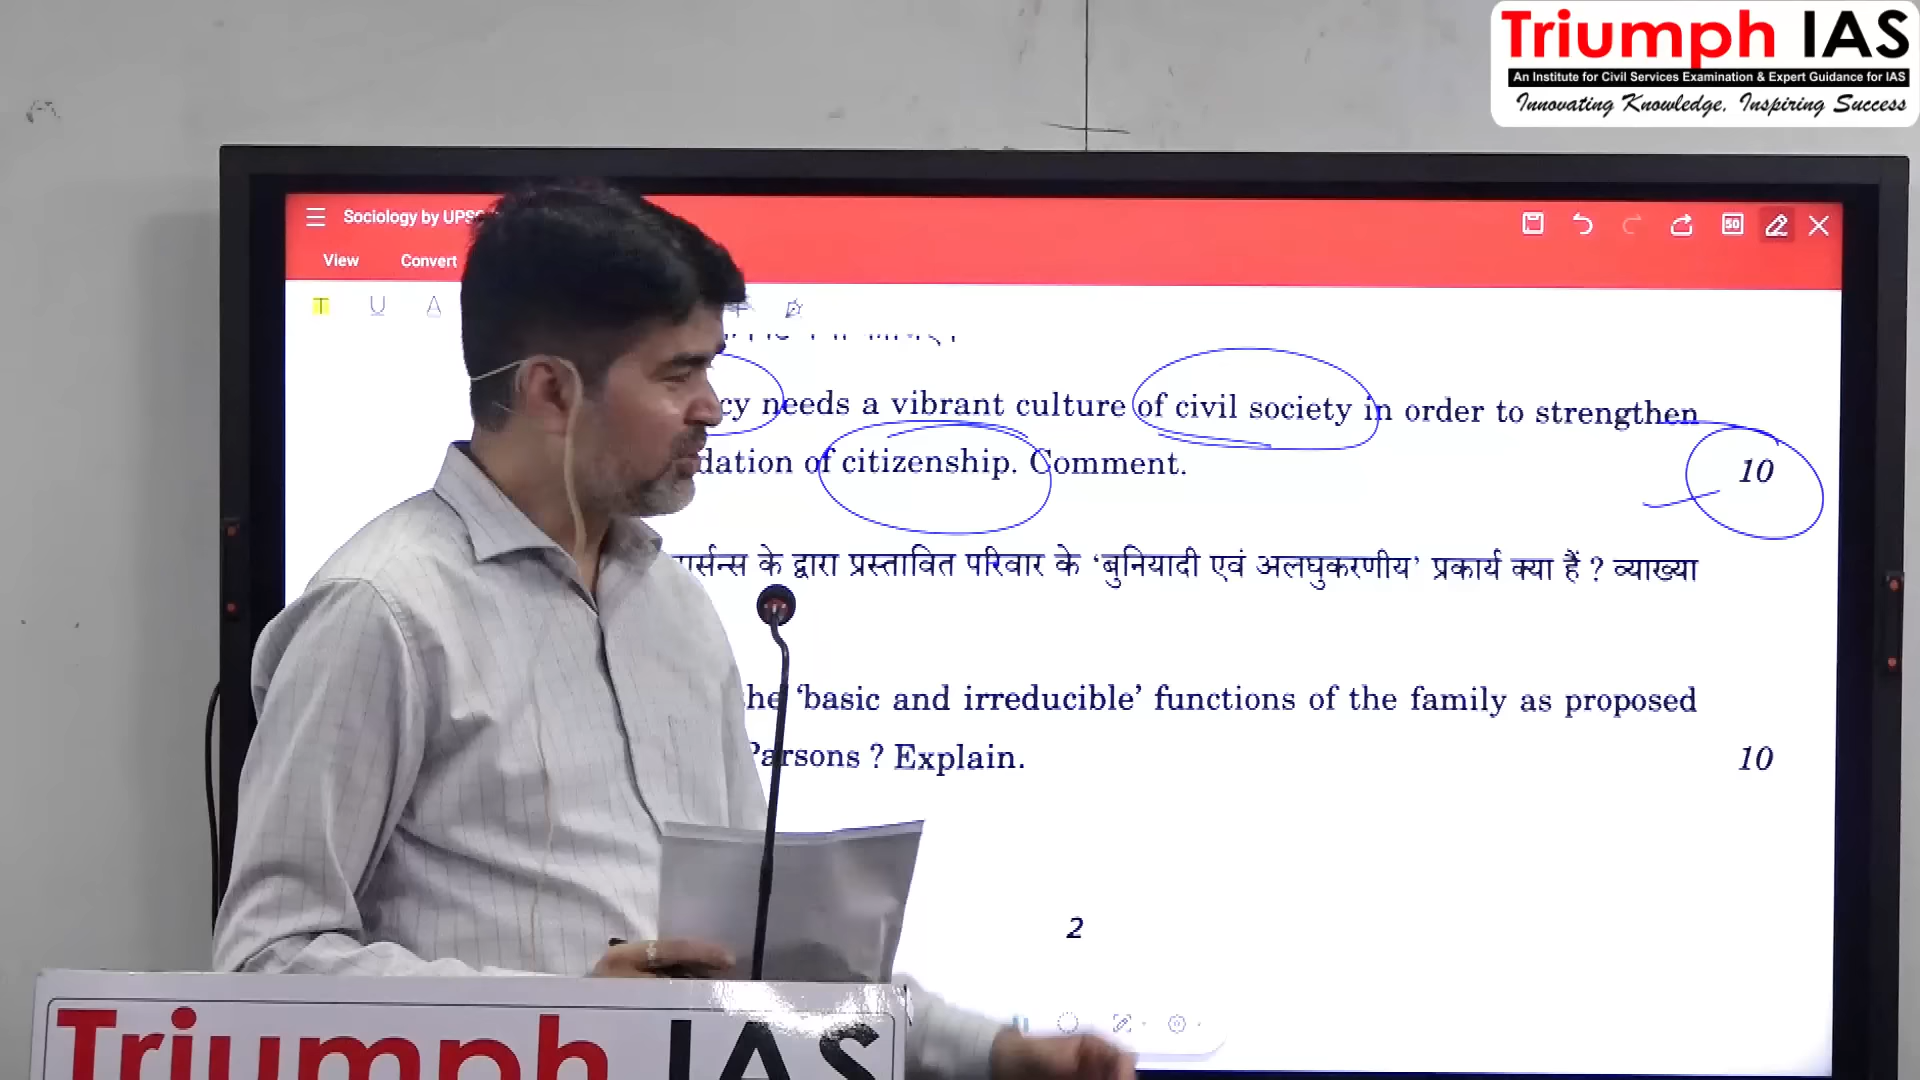 Triumph IAS
An Institute for Civil Services Examination & Expert Guidance for IAS
Innovating Knowledge, Inspiring Success
Sociology by UPSC
50
View Convert
T U A
cy needs a vibrant culture of civil society in order to strengthen
dation of citizenship. Comment. 10
र्सन्स के द्वारा प्रस्तावित परिवार के ‘बुनियादी एवं अलघुकरणीय’ प्रकार्य क्या हैं ? व्याख्या
he ‘basic and irreducible’ functions of the family as proposed
Parsons ? Explain. 10
2
Triumph IAS